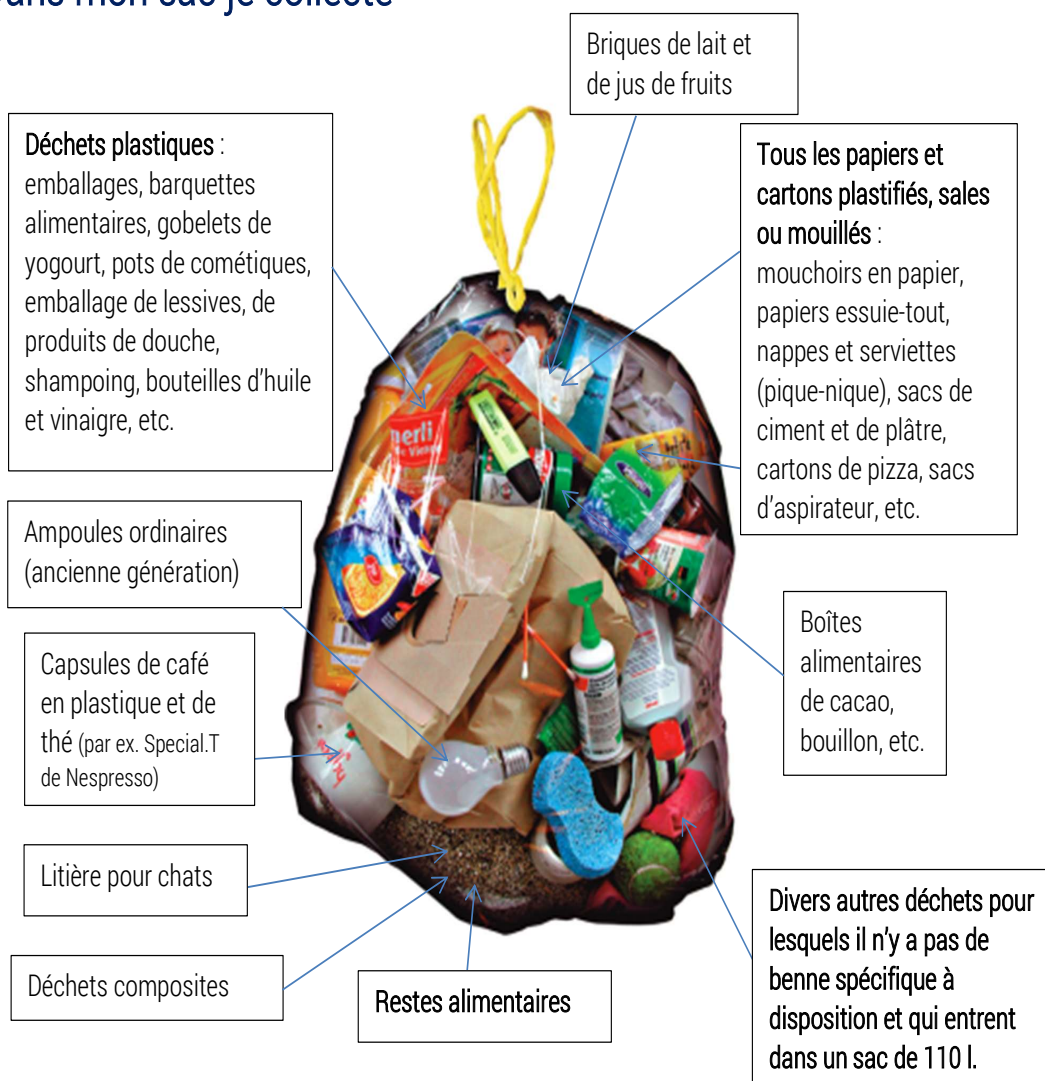 dans mon sac je collecte
Briques de lait et
de jus de fruits
Déchets plastiques :
emballages, barquettes
alimentaires, gobelets de
yogourt, pots de cométiques,
emballage de lessives, de
produits de douche,
shampoing, bouteilles d'huile
et vinaigre, etc.
Tous les papiers et
cartons plastifiés, sales
ou mouillés :
mouchoirs en papier,
papiers essuie-tout,
nappes et serviettes
(pique-nique), sacs de
ciment et de plâtre,
cartons de pizza, sacs
d'aspirateur, etc.
Ampoules ordinaires
(ancienne génération)
Capsules de café
en plastique et de
thé (par ex. Special.T
de Nespresso)
Boîtes
alimentaires
de cacao,
bouillon, etc.
Litière pour chats
Déchets composites
Restes alimentaires
Divers autres déchets pour
lesquels il n'y a pas de
benne spécifique à
disposition et qui entrent
dans un sac de 110 l.